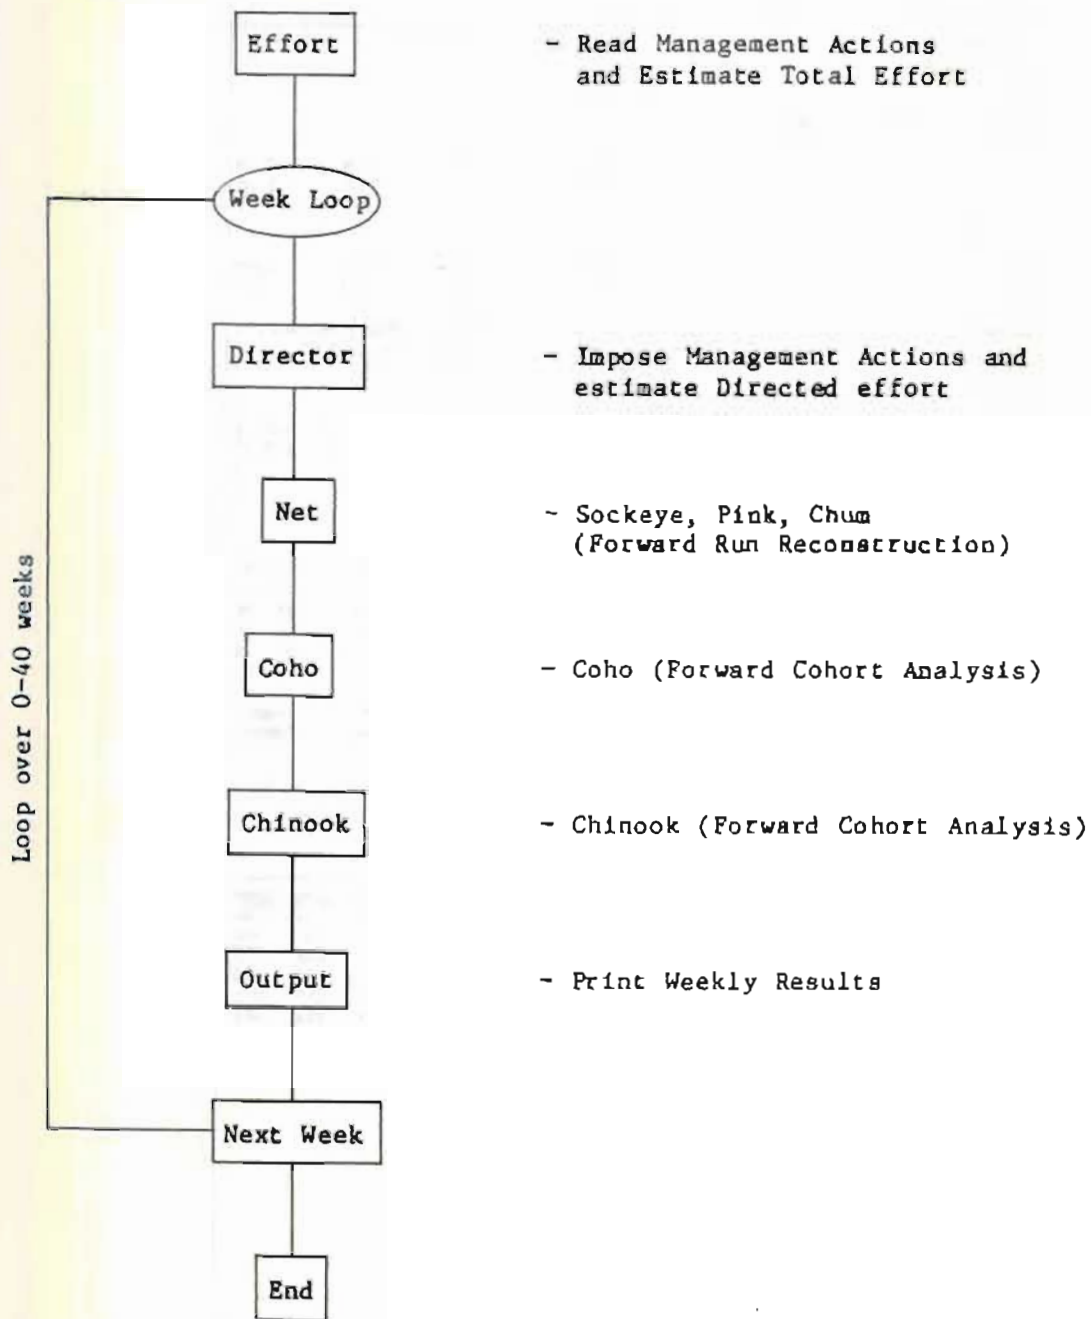 Effort
- Read Management Actions
and Estimate Total Effort
Week Loop
Director
- Impose Management Actions and
estimate Directed effort
Net
- Sockeye, Pink, Chum
(Forward Run Reconstruction)
Loop over 0-40 weeks
Coho
- Coho (Forward Cohort Analysis)
Chinook
- Chinook (Forward Cohort Analysis)
Output
- Print Weekly Results
Next Week
End